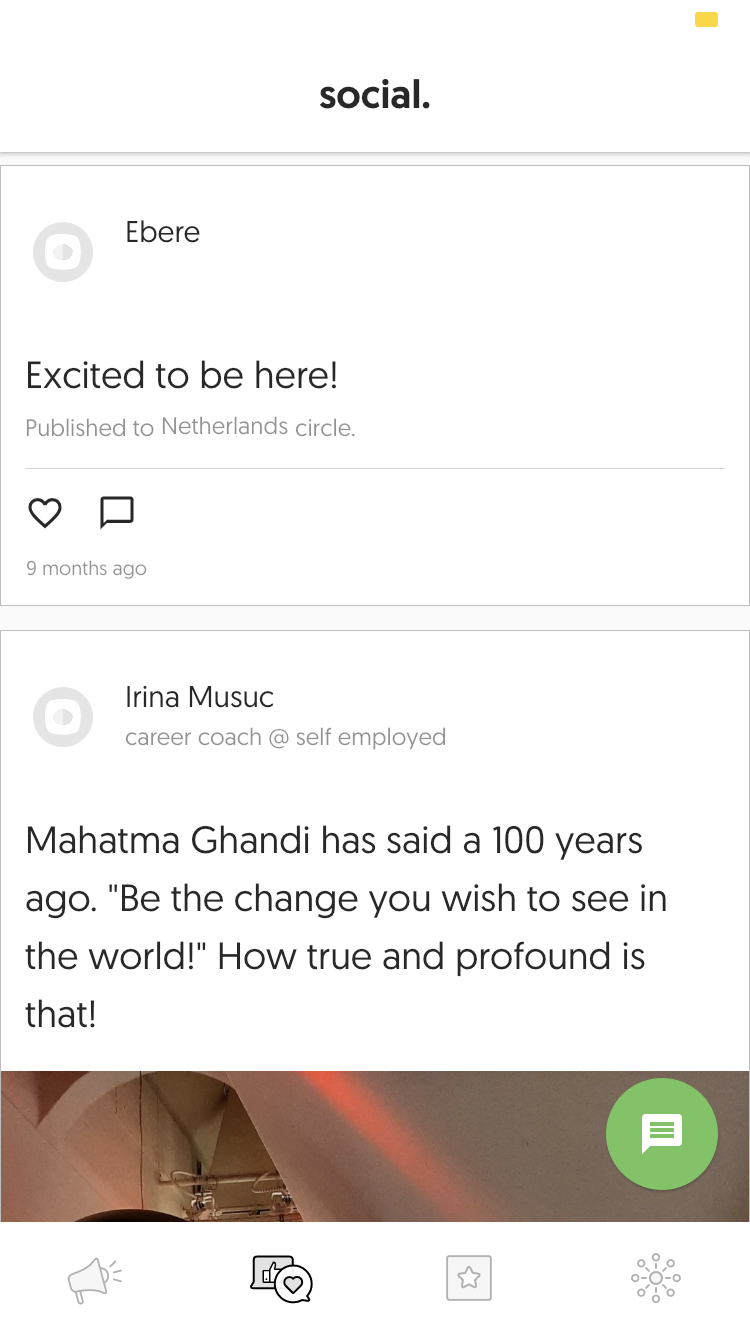 social.
Ebere
Excited to be here!
Published to Netherlands circle.
9 months ago
Irina Musuc
career coach @ self employed
Mahatma Ghandi has said a 100 years
ago. "Be the change you wish to see in
the world!" How true and profound is
that!